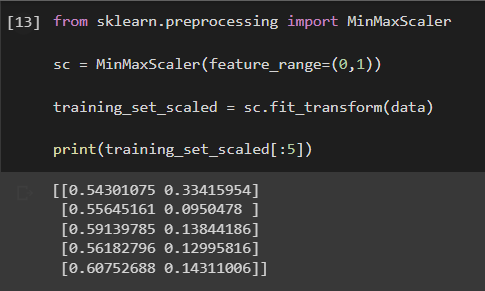 [13] from sklearn.preprocessing import MinMaxScaler
sc = MinMaxScaler(feature_range=(0,1))
training_set_scaled = sc.fit_transform(data)
print(training_set_scaled[:5])
[[0.54301075 0.33415954]
[0.55645161 0.0950478 ]
[0.59139785 0.13844186]
[0.56182796 0.12995816]
[0.60752688 0.14311006]]